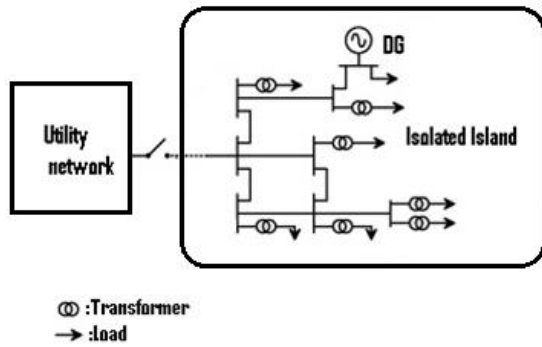 DG
Utility
network
Isolated Island
:Transformer
:Load